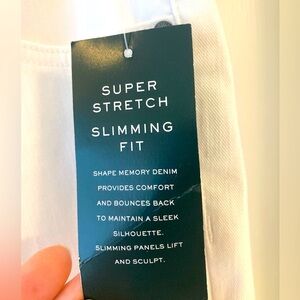 SUPER
STRETCH
SLIMMING
FIT
SHAPE MEMORY DENIM
PROVIDES COMFORT
AND BOUNCES BACK
TO MAINTAIN A SLEEK
SILHOUETTE.
SLIMMING PANELS LIFT
AND SCULPT.